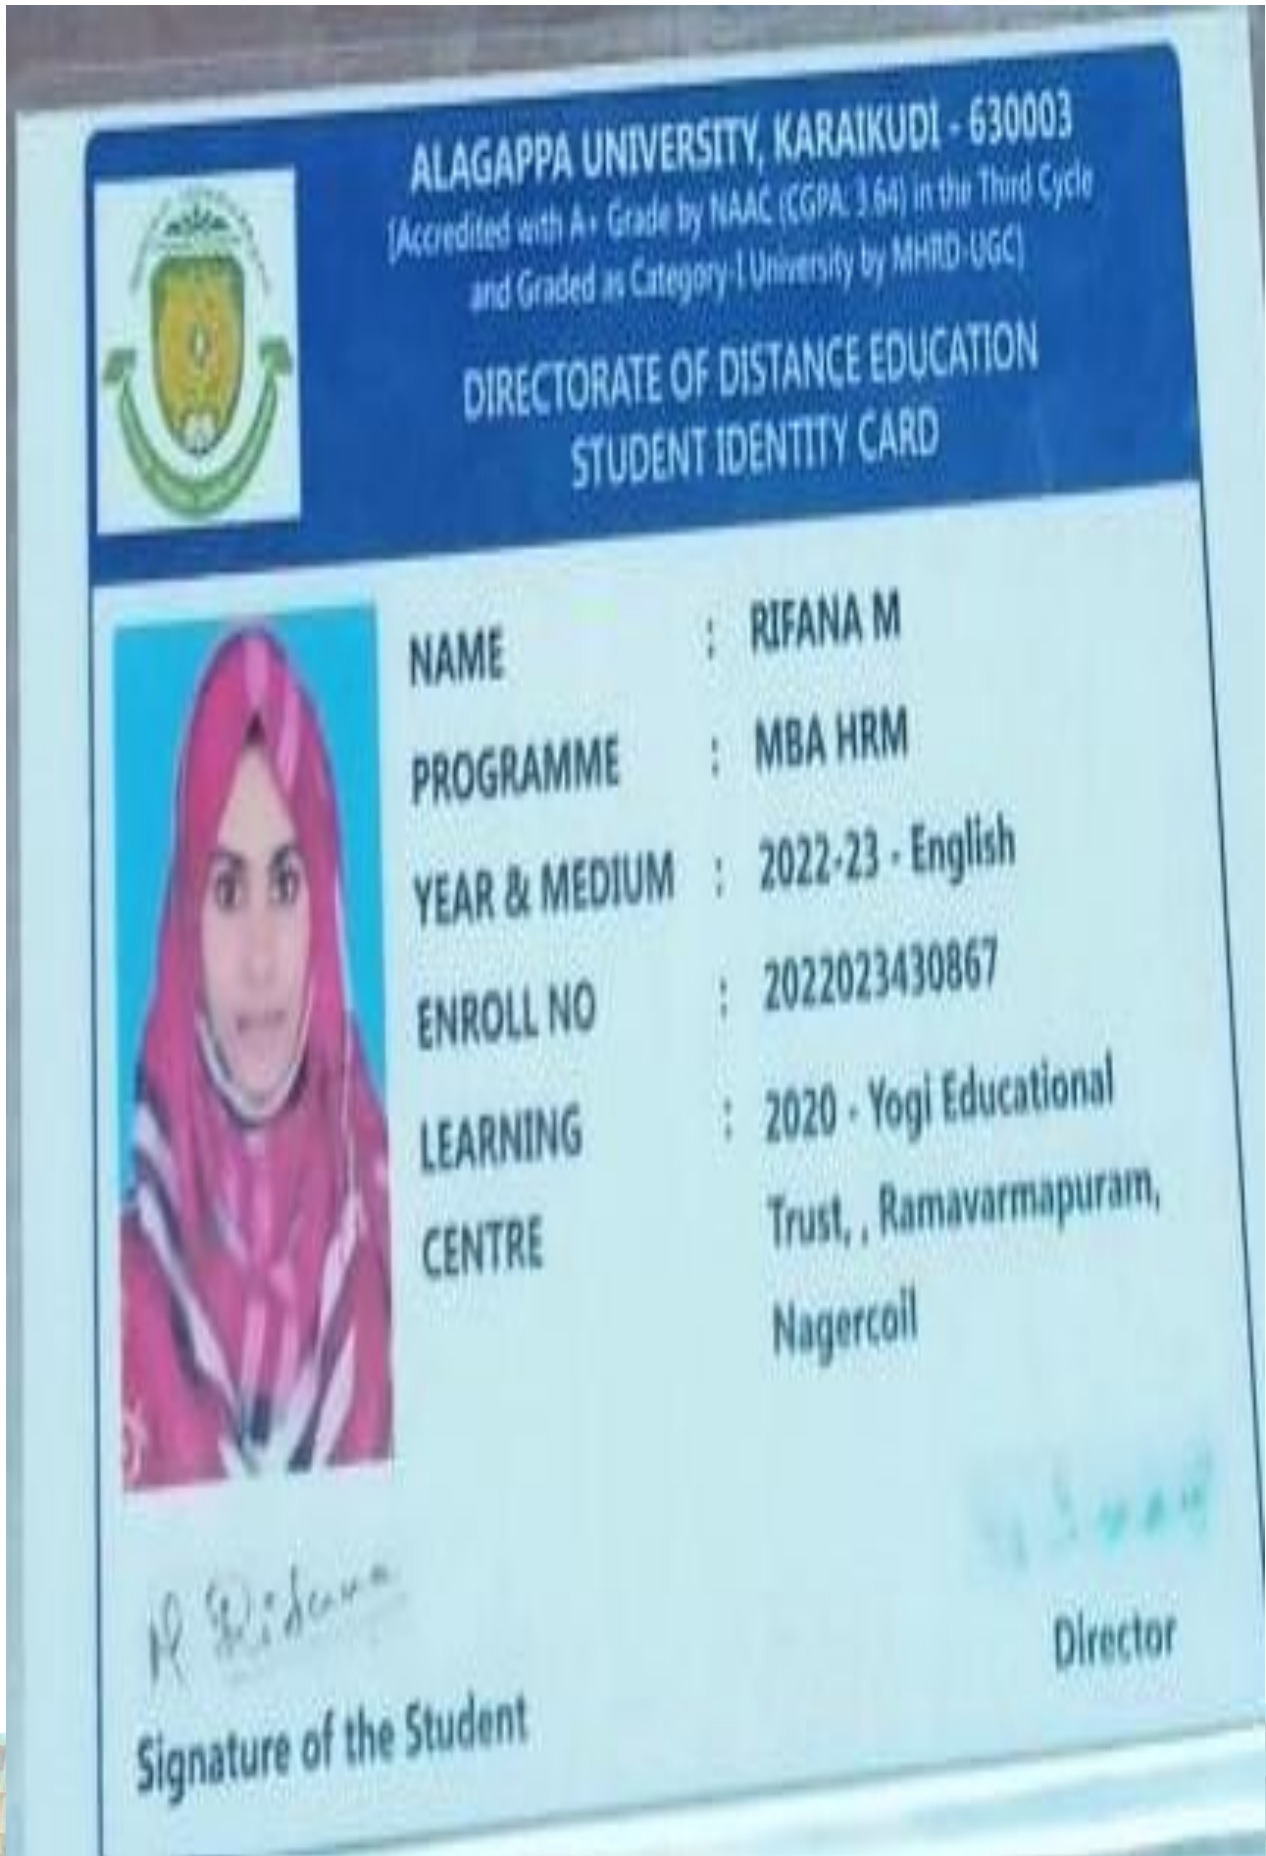 ALAGAPPA UNIVERSITY, KARAIKUDI - 630003
[Accredited with A+ Grade by NAAC (CGPA: 3.64) in the Third Cycle
and Graded as Category-I University by MHRD-UGC]
DIRECTORATE OF DISTANCE EDUCATION
STUDENT IDENTITY CARD
NAME : RIFANA M
PROGRAMME : MBA HRM
YEAR & MEDIUM : 2022-23 - English
ENROLL NO : 2022023430867
LEARNING : 2020 - Yogi Educational
CENTRE Trust, , Ramavarmapuram,
Nagercoil
M Rifana
Director
Signature of the Student